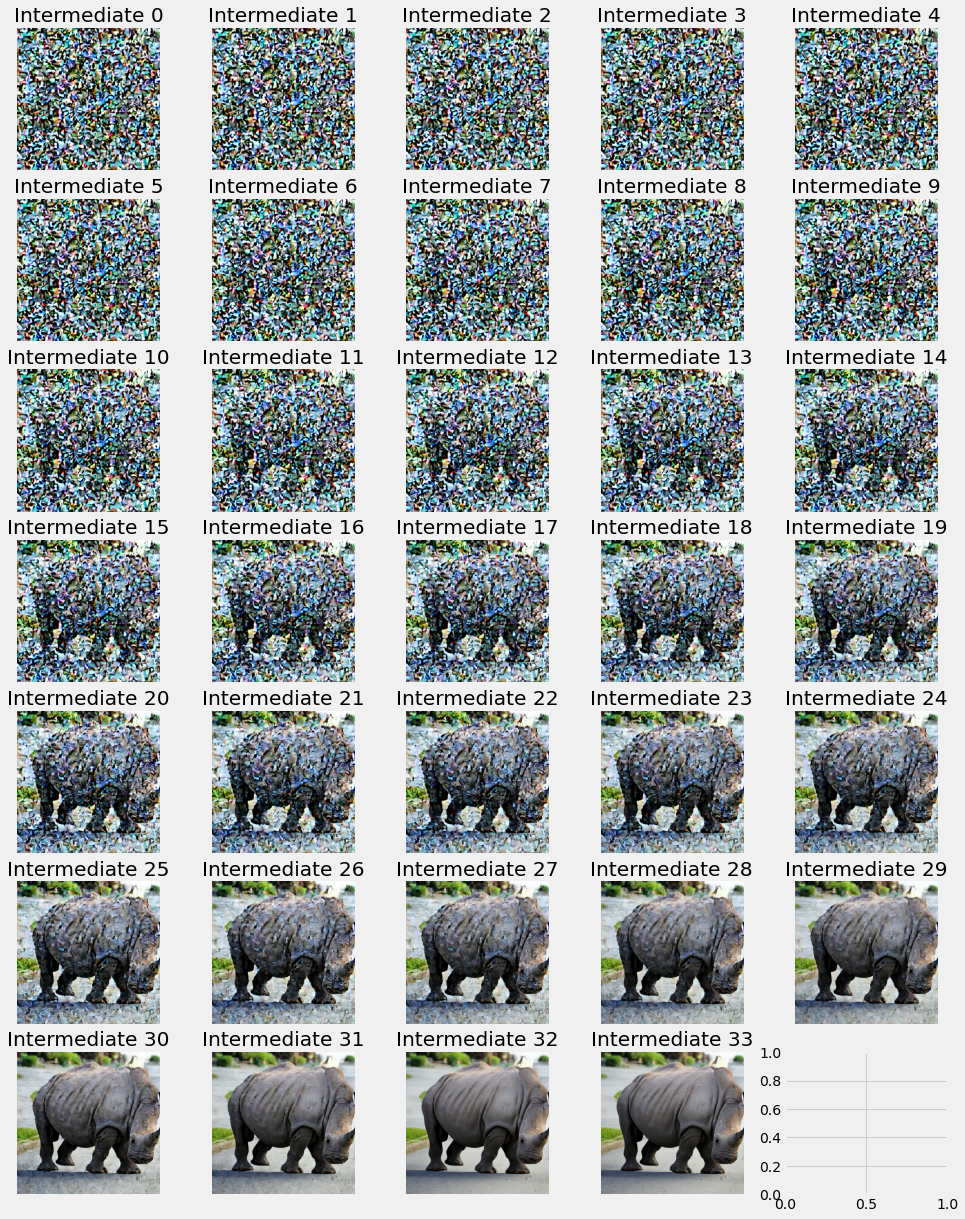 Intermediate 0 Intermediate 1 Intermediate 2 Intermediate 3 Intermediate 4
Intermediate 5 Intermediate 6 Intermediate 7 Intermediate 8 Intermediate 9
Intermediate 10 Intermediate 11 Intermediate 12 Intermediate 13 Intermediate 14
Intermediate 15 Intermediate 16 Intermediate 17 Intermediate 18 Intermediate 19
Intermediate 20 Intermediate 21 Intermediate 22 Intermediate 23 Intermediate 24
Intermediate 25 Intermediate 26 Intermediate 27 Intermediate 28 Intermediate 29
Intermediate 30 Intermediate 31 Intermediate 32 Intermediate 33
1.0
0.8
0.6
0.4
0.2
0.0
0.0 0.5 1.0